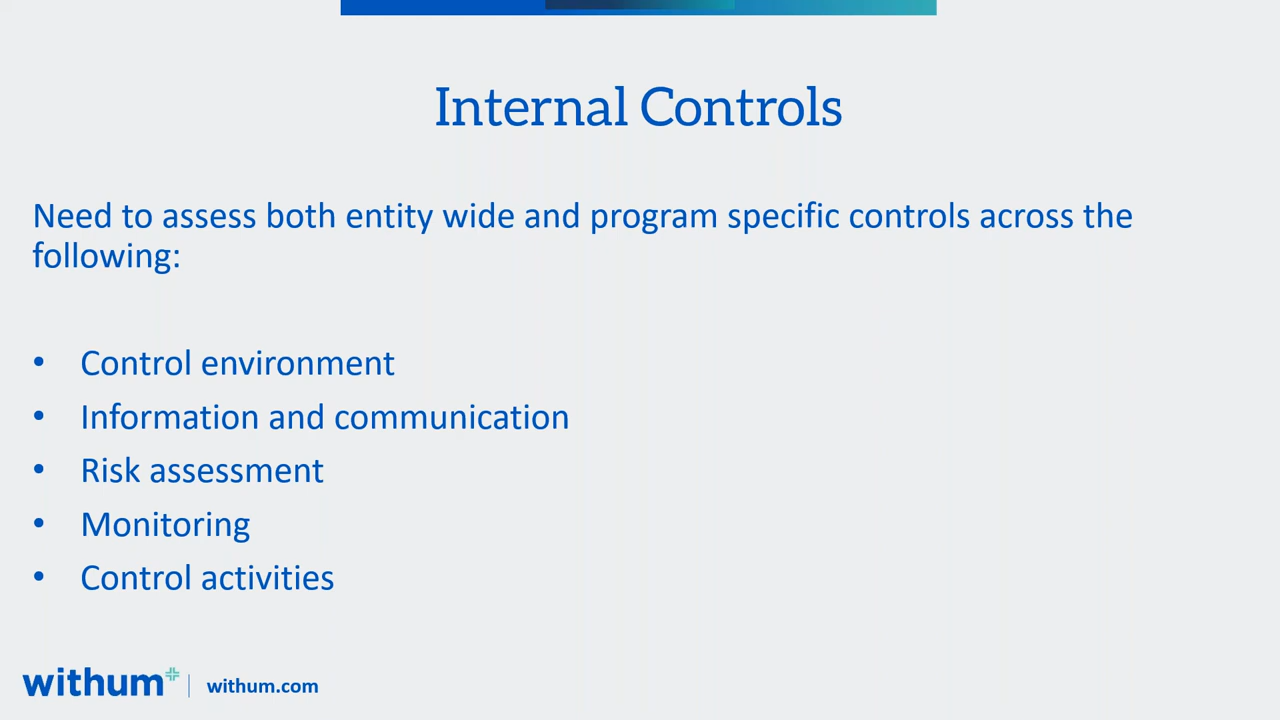 Internal Controls
Need to assess both entity wide and program specific controls across the
following:
• Control environment
• Information and communication
• Risk assessment
• Monitoring
• Control activities
withum+ | withum.com